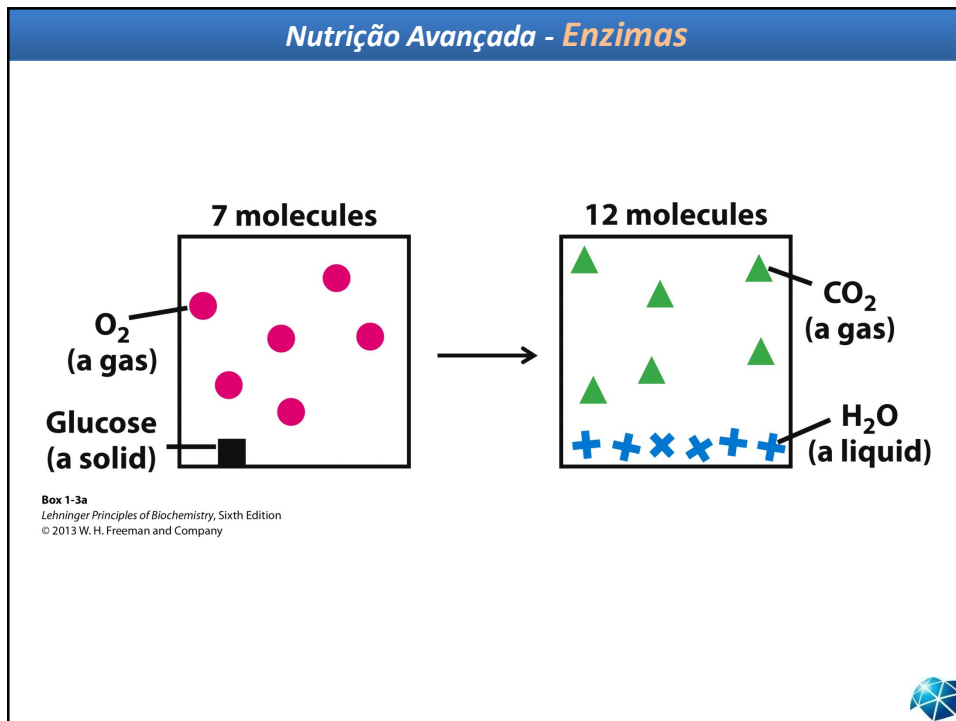 Nutrição Avançada - Enzimas
7 molecules
12 molecules
O₂
(a gas)
Glucose
(a solid)
CO₂
(a gas)
H₂O
(a liquid)
Box 1-3a
Lehninger Principles of Biochemistry, Sixth Edition
© 2013 W. H. Freeman and Company